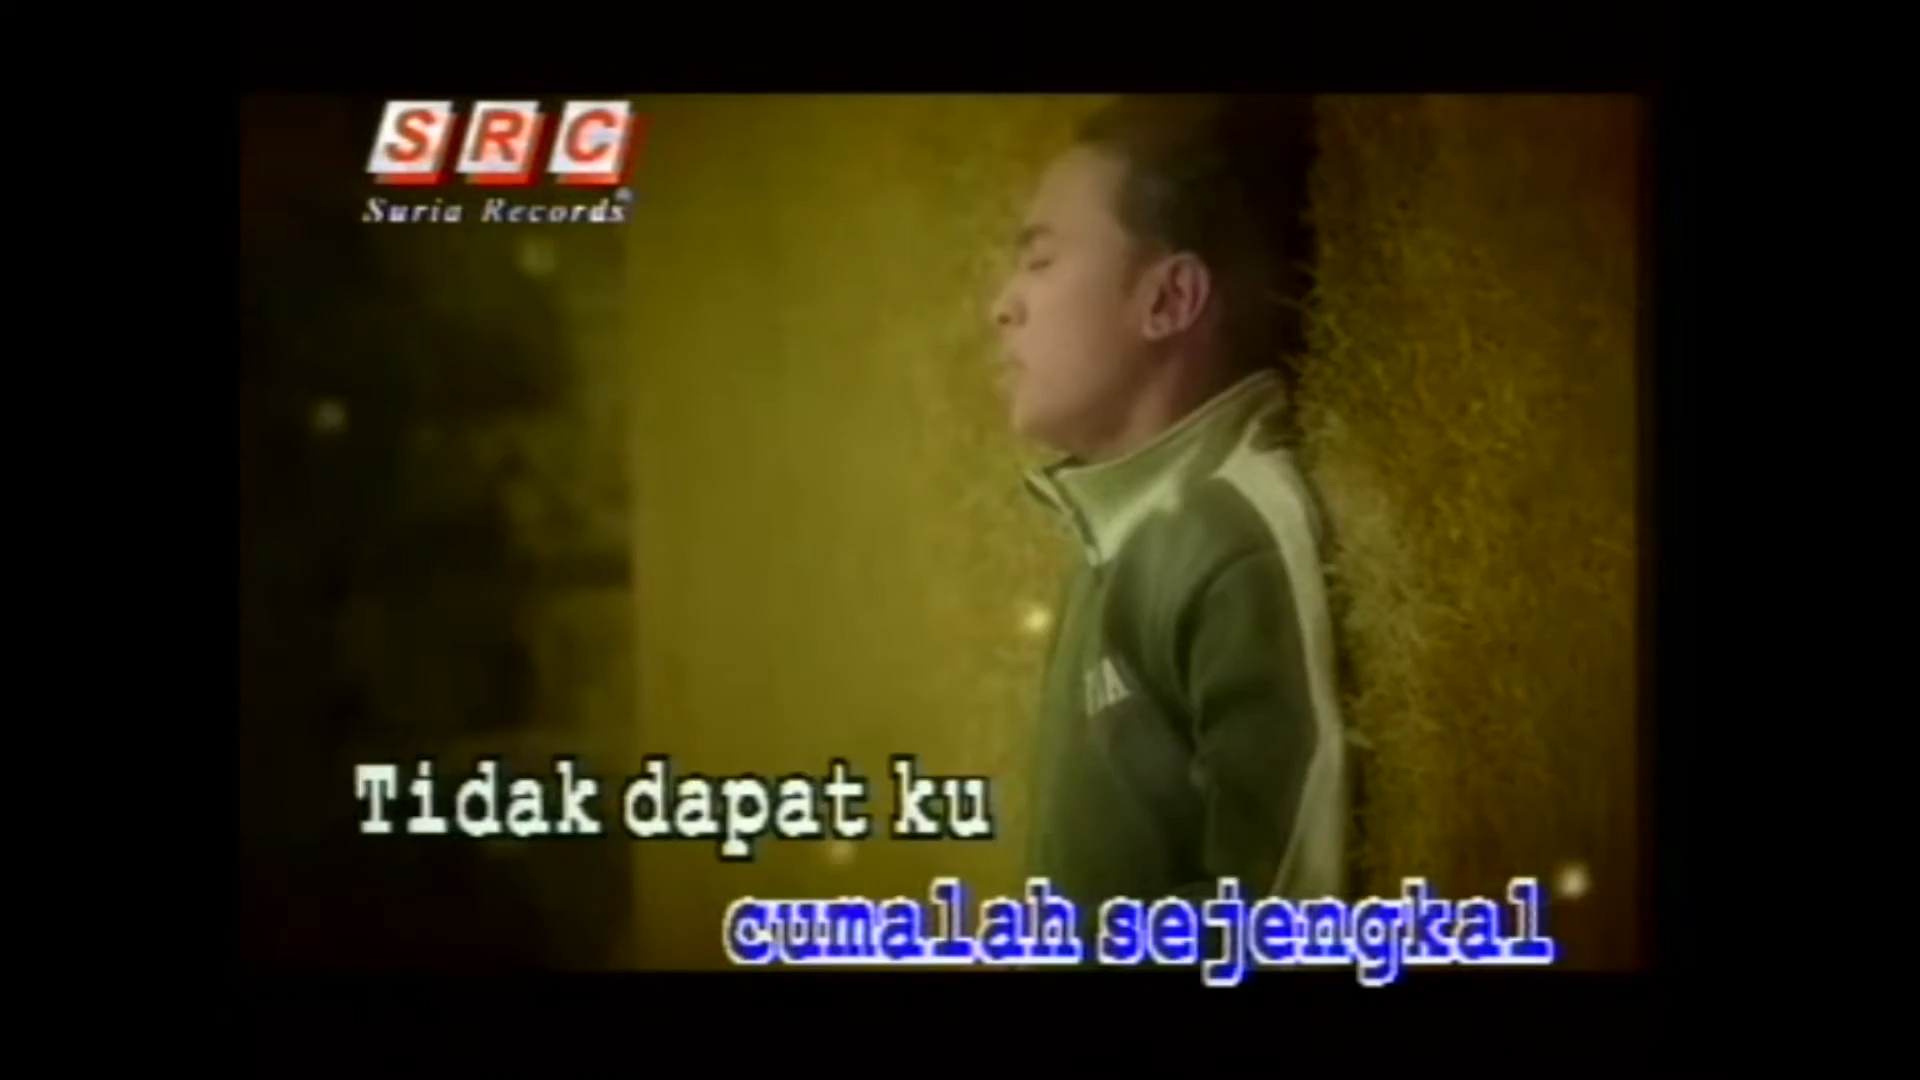 SRC
Suria Records
Tidak dapat ku
cumalah sejengkal